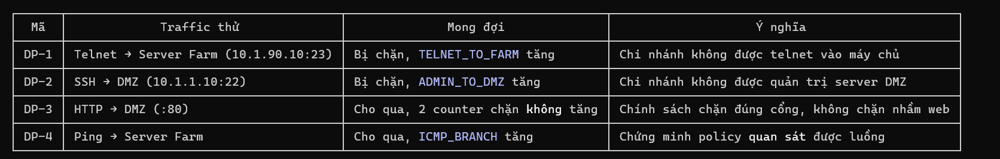 Mã Traffic thử Mong đợi Ý nghĩa
DP-1 Telnet → Server Farm (10.1.90.10:23) Bị chặn, TELNET_TO_FARM tăng Chi nhánh không được telnet vào máy chủ
DP-2 SSH → DMZ (10.1.1.10:22) Bị chặn, ADMIN_TO_DMZ tăng Chi nhánh không được quản trị server DMZ
DP-3 HTTP → DMZ (:80) Cho qua, 2 counter chặn không tăng Chính sách chặn đúng cổng, không chặn nhầm web
DP-4 Ping → Server Farm Cho qua, ICMP_BRANCH tăng Chứng minh policy quan sát được luồng